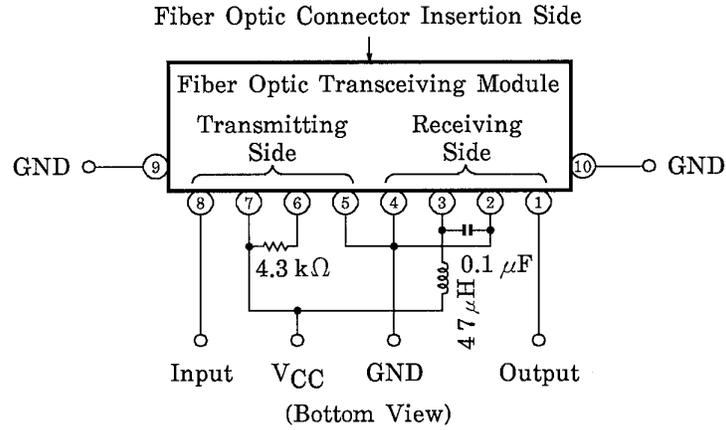 Fiber Optic Connector Insertion Side
Fiber Optic Transceiving Module
Transmitting Side
Receiving Side
GND
9
10
GND
8
7
6
5
4
3
2
1
4.3 kΩ
0.1 μF
47 μH
Input
VCC
GND
Output
(Bottom View)